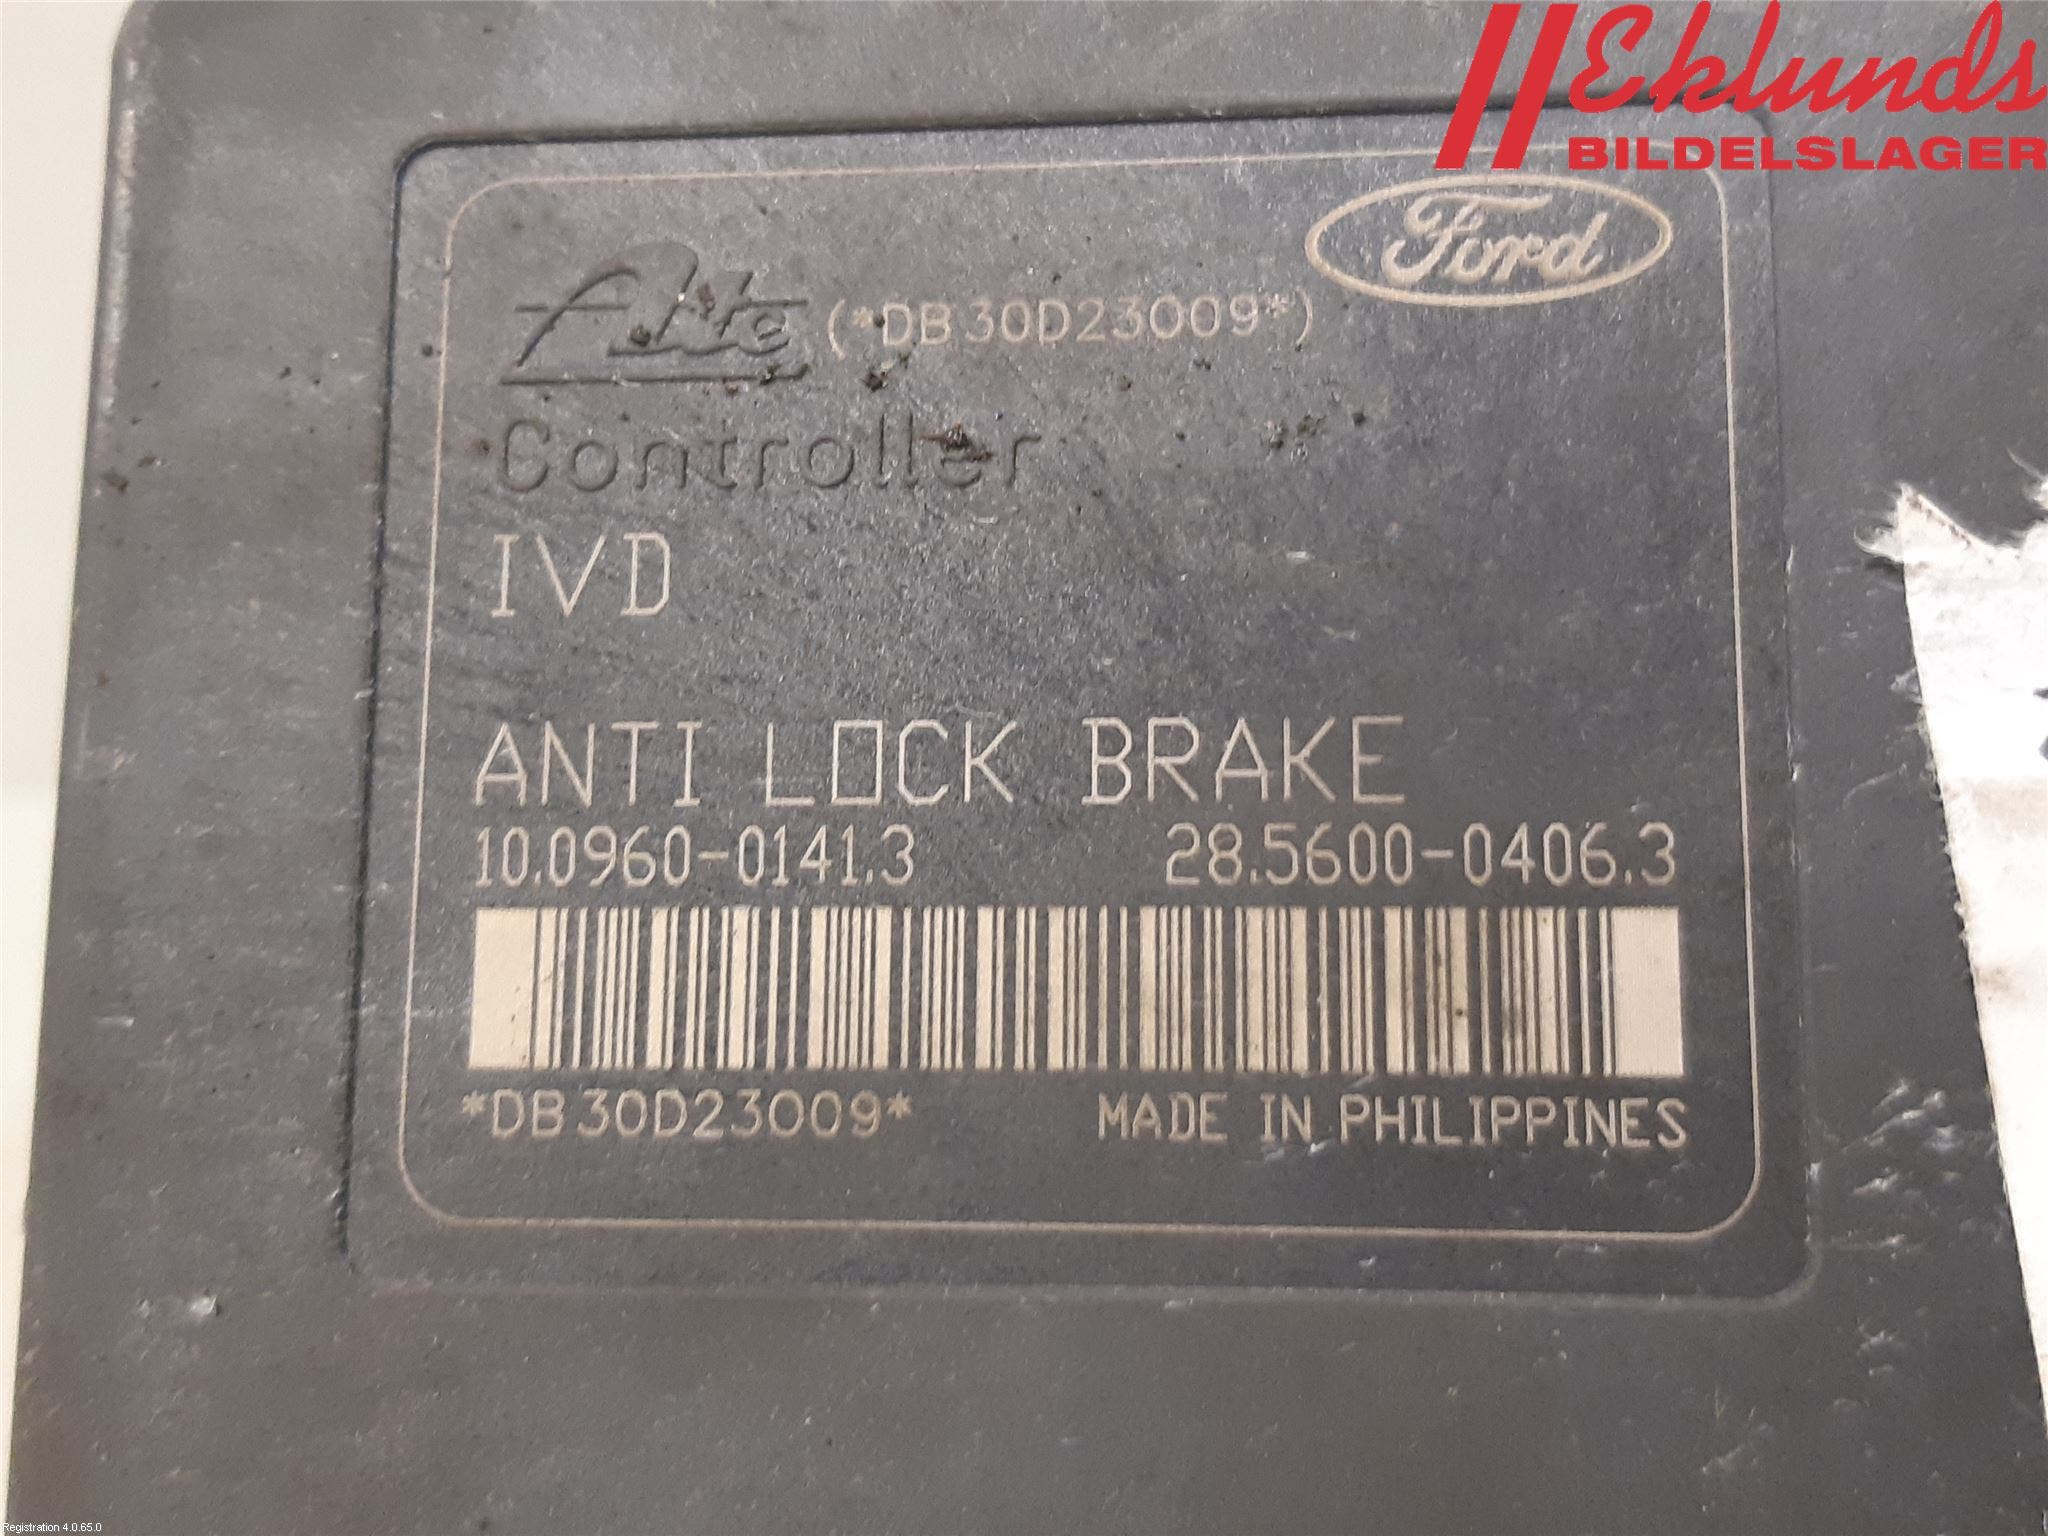 Eklunds
BILDELSLAGER
Ford
Ate (*DB30D23009*)
Controller
IVD
ANTI LOCK BRAKE
10.0960-0141.3 28.5600-0406.3
*DB30D23009* MADE IN PHILIPPINES
Registration 4.0.65.0